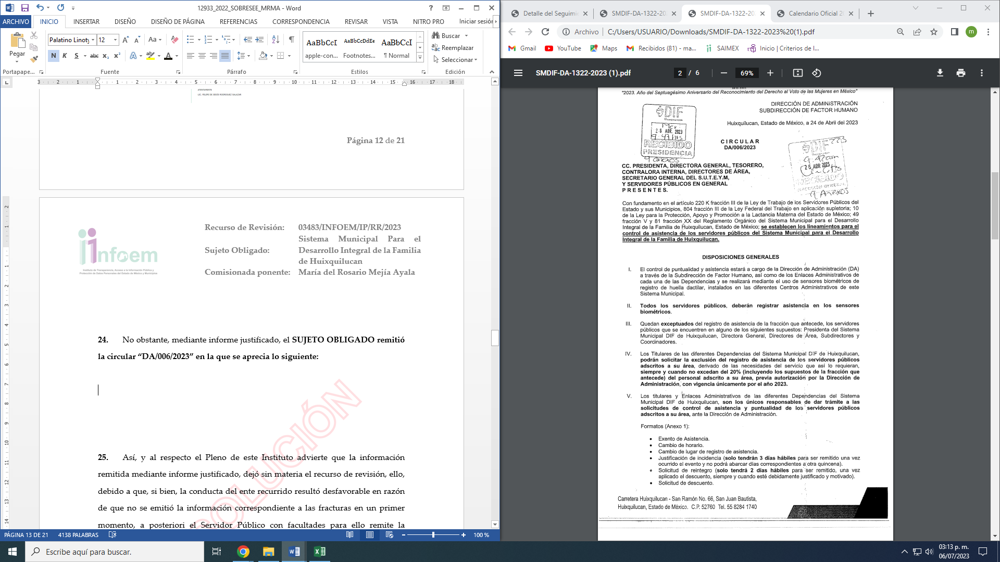 12933_2022_SOBRESEE_MRMA - Word
ARCHIVO INICIO INSERTAR DISEÑO DISEÑO DE PÁGINA REFERENCIAS CORRESPONDENCIA REVISAR VISTA NITRO PRO Iniciar sesión
Palatino Linoty 12
Pegar
AaBbCcI AaBbCcDdEe AaBbCcI
apple-con... Footnotes... ¶ Normal
Buscar
Reemplazar
Seleccionar
Portapape... Fuente Párrafo Estilos Edición
ATENTAMENTE
LIC. FELIPE DE JESÚS RODRÍGUEZ SALAZAR
Página 12 de 21
infoem
Instituto de Transparencia, Acceso a la Información Pública y
Protección de Datos Personales del Estado de México y Municipios
Recurso de Revisión: 03483/INFOEM/IP/RR/2023
Sujeto Obligado: Sistema Municipal Para el
Desarrollo Integral de la Familia
de Huixquilucan
Comisionada ponente: María del Rosario Mejía Ayala
24. No obstante, mediante informe justificado, el SUJETO OBLIGADO remitió
la circular “DA/006/2023” en la que se aprecia lo siguiente:
25. Así, y al respecto el Pleno de este Instituto advierte que la información
remitida mediante informe justificado, dejó sin materia el recurso de revisión, ello,
debido a que, si bien, la conducta del ente recurrido resultó desfavorable en razón
de que no se emitió la información correspondiente a las fracturas en un primer
momento, a posteriori el Servidor Público con facultades para ello remite la
OLUCIÓN
PÁGINA 13 DE 21 4138 PALABRAS 100 %
Detalle del Seguimie SMDIF-DA-1322-202 SMDIF-DA-1322-202 Calendario Oficial 2
Archivo C:/Users/USUARIO/Downloads/SMDIF-DA-1322-2023%20(1).pdf
Gmail YouTube Maps Recibidos (81) - ma... SAIMEX Inicio | Criterios de I...
SMDIF-DA-1322-2023 (1).pdf 2 / 6 69%
“2023. Año del Septuagésimo Aniversario del Reconocimiento del Derecho al Voto de las Mujeres en México”
DIRECCIÓN DE ADMINISTRACIÓN
SUBDIRECCIÓN DE FACTOR HUMANO
Huixquilucan, Estado de México, a 24 de Abril del 2023
DIF
HUIXQUILUCAN
26 ABR. 2023
RECIBIDO
PRESIDENCIA
9 anexos
C I R C U L A R
DA/006/2023
DIF
26 ABR 2023
RECIBIDO
9 Anexos
CC. PRESIDENTA, DIRECTORA GENERAL, TESORERO,
CONTRALORA INTERNA, DIRECTORES DE ÁREA,
SECRETARIO GENERAL DEL S.U.T.E.Y.M,
Y SERVIDORES PÚBLICOS EN GENERAL
P R E S E N T E S.
Con fundamento en el artículo 220 K fracción III de la Ley de Trabajo de los Servidores Públicos del
Estado y sus Municipios, 804 fracción III de la Ley Federal del Trabajo en aplicación supletoria; 10
de la Ley para la Protección, Apoyo y Promoción a la Lactancia Materna del Estado de México; 49
fracción V y 81 fracción XX del Reglamento Orgánico del Sistema Municipal para el Desarrollo
Integral de la Familia de Huixquilucan, Estado de México; se establecen los lineamientos para el
control de asistencia de los servidores públicos del Sistema Municipal para el Desarrollo
Integral de la Familia de Huixquilucan.
DISPOSICIONES GENERALES
I. El control de puntualidad y asistencia estará a cargo de la Dirección de Administración (DA)
a través de la Subdirección de Factor Humano, así como de los Enlaces Administrativos de
cada una de las Dependencias y se realizará mediante el uso de sensores biométricos de
registro de huella dactilar, instalados en las diferentes Centros Administrativos de este
Sistema Municipal.
II. Todos los servidores públicos, deberán registrar asistencia en los sensores
biométricos.
III. Quedan exceptuados del registro de asistencia de la fracción que antecede, los servidores
públicos que se encuentren en alguno de los siguientes supuestos: Presidenta del Sistema
Municipal DIF de Huixquilucan, Directora General, Directores de Área, Subdirectores y
Coordinadores.
IV. Los Titulares de las diferentes Dependencias del Sistema Municipal DIF de Huixquilucan,
podrán solicitar la exclusión del registro de asistencia de los servidores públicos
adscritos a su área, derivado de las necesidades del servicio que así lo requieran,
siempre y cuando no excedan del 20% (incluyendo los supuestos de la fracción que
antecede) del personal adscrito a su área, previa autorización por la Dirección de
Administración, con vigencia únicamente por el año 2023.
V. Los titulares y Enlaces Administrativos de las diferentes Dependencias del Sistema
Municipal DIF de Huixquilucan, son los únicos responsables de dar trámite a las
solicitudes de control de asistencia y puntualidad de los servidores públicos
adscritos a su área, ante la Dirección de Administración.
Formatos (Anexo 1):
• Exento de Asistencia.
• Cambio de horario.
• Cambio de lugar de registro de asistencia.
• Justificación de incidencia (solo tendrán 3 días hábiles para ser remitido una vez
ocurrido el evento y no podrá abarcar días correspondientes a otra quincena).
• Solicitud de reintegro (solo tendrá 2 días hábiles para ser remitido, una vez
aplicado el descuento, siempre y cuando esté debidamente justificado y motivado).
• Solicitud de descuento.
Carretera Huixquilucan - San Ramón No. 66, San Juan Bautista,
Huixquilucan, Estado de México. C.P. 52760 Tel. 55 8284 1740
Escribe aquí para buscar.
03:13 p. m.
06/07/2023